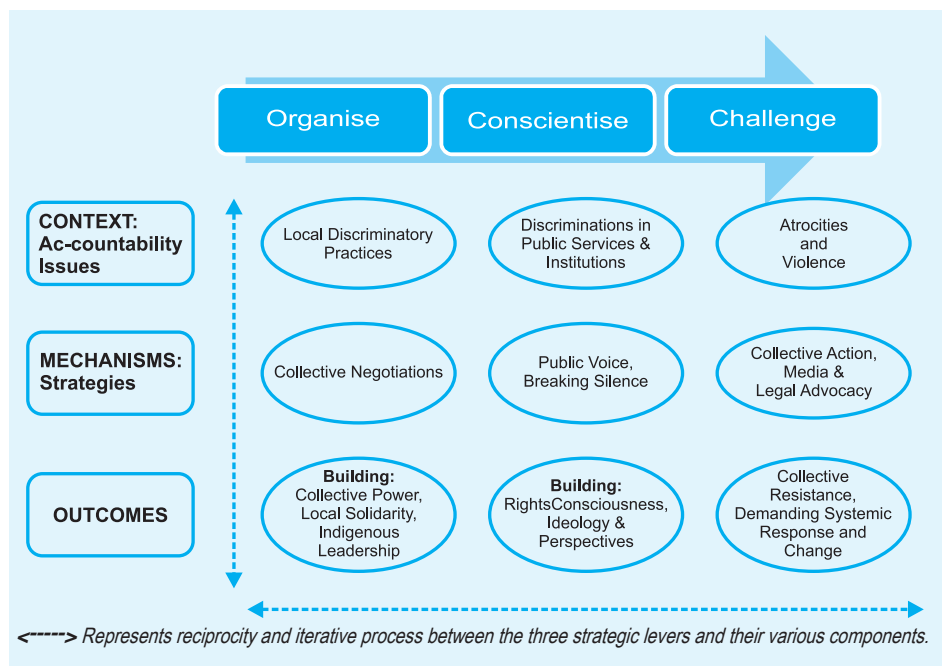 Organise
Conscientise
Challenge
CONTEXT:
Ac-countability
Issues
Local Discriminatory
Practices
Discriminations in
Public Services &
Institutions
Atrocities
and
Violence
MECHANISMS:
Strategies
Collective Negotiations
Public Voice,
Breaking Silence
Collective Action,
Media &
Legal Advocacy
OUTCOMES
Building:
Collective Power,
Local Solidarity,
Indigenous
Leadership
Building:
RightsConsciousness,
Ideology &
Perspectives
Collective
Resistance,
Demanding Systemic
Response and
Change
<-----> Represents reciprocity and iterative process between the three strategic levers and their various components.